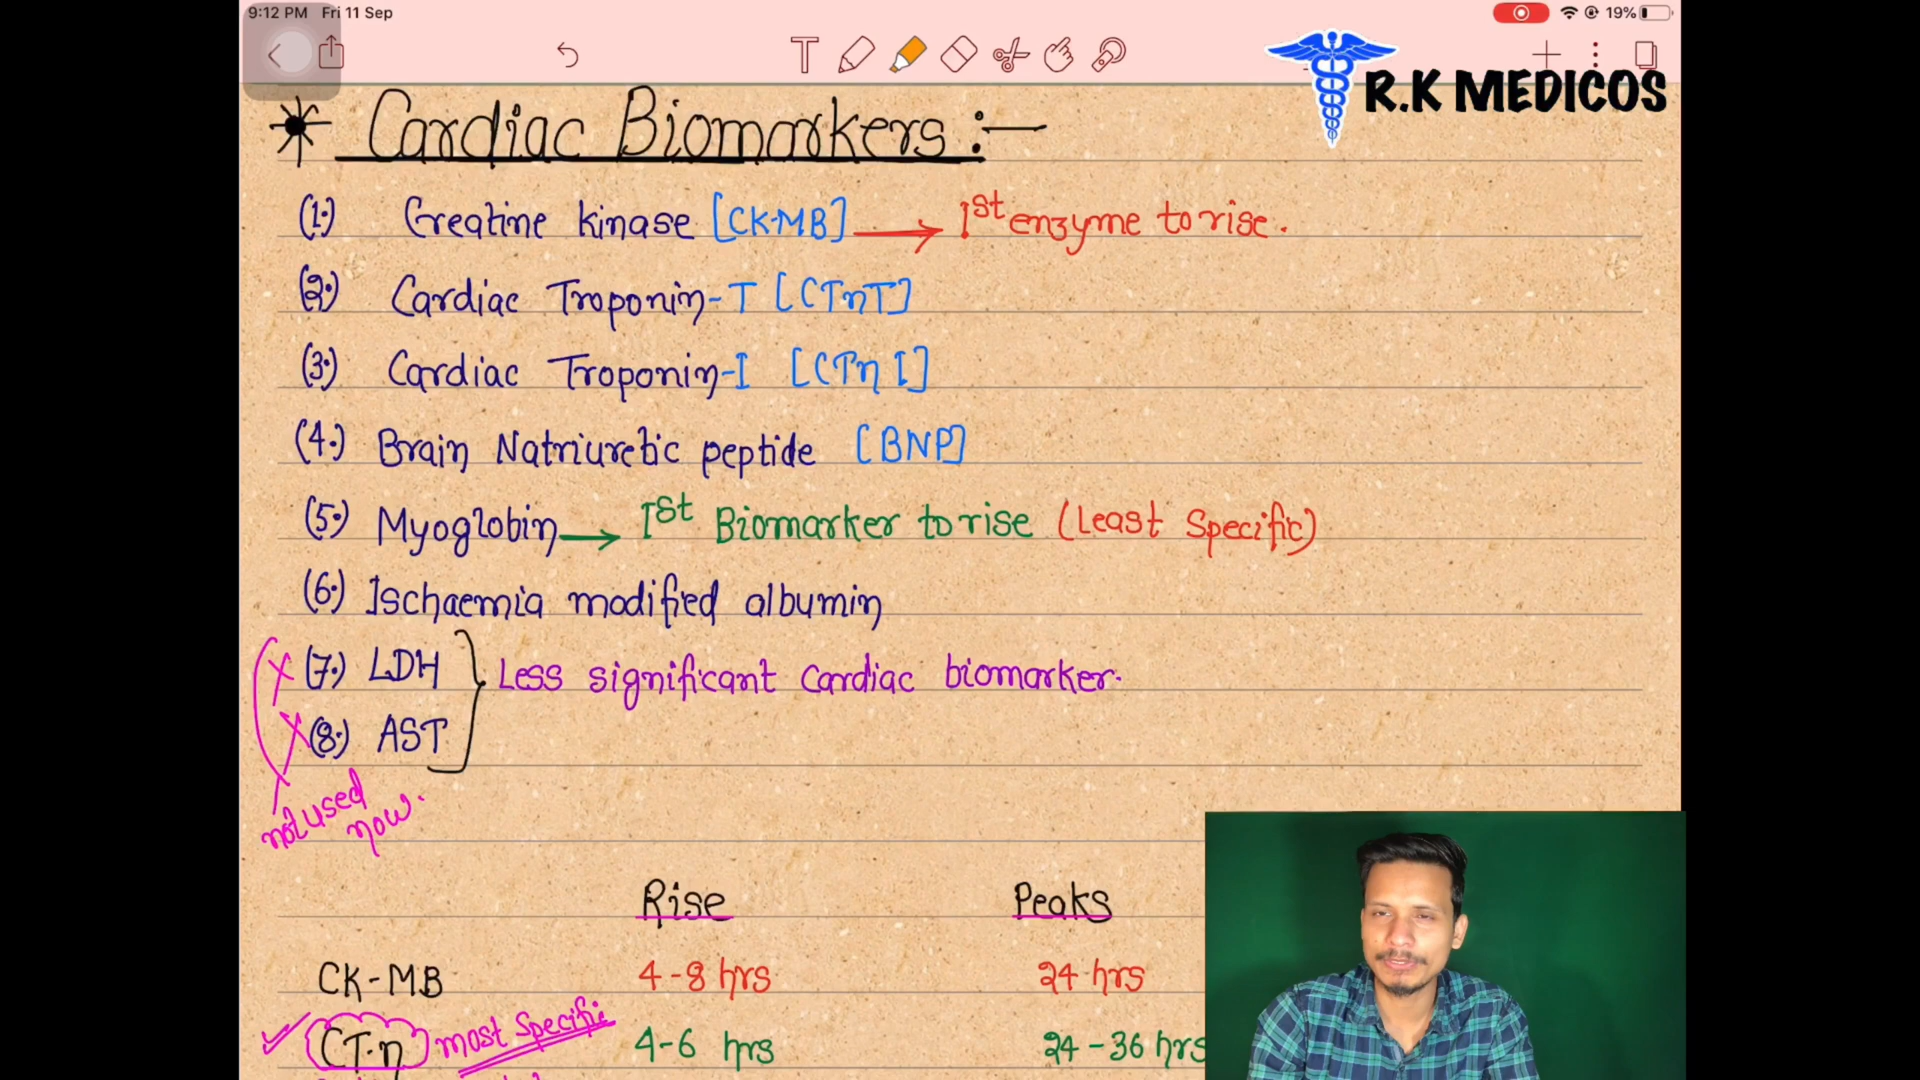 9:12 PM Fri 11 Sep
19%
R.K MEDICOS
Cardiac Biomarkers :-
(1.) Creatine kinase [CK-MB] → 1st enzyme to rise.
(2.) Cardiac Troponin-T [CTnT]
(3.) Cardiac Troponin-I [CTn I]
(4.) Brain Natriuretic peptide [BNP]
(5.) Myoglobin → 1st Biomarker to rise (Least Specific)
(6.) Ischaemia modified albumin
(7.) LDH
Less significant Cardiac biomarker.
(8.) AST
not used
now.
Rise Peaks
CK-MB 4-8 hrs 24 hrs
CT.n most Specific 4-6 hrs 24-36 hrs